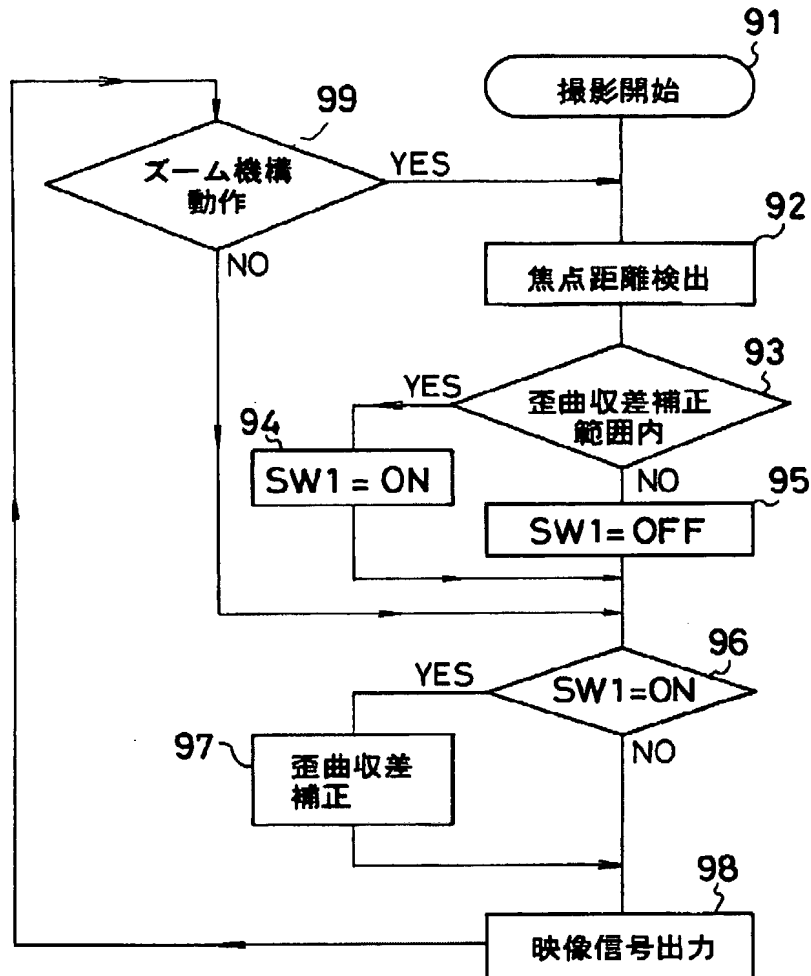 91
撮影開始
99
ズーム機構
動作
YES
NO
92
焦点距離検出
93
歪曲収差補正
範囲内
YES
NO
94
SW1=ON
95
SW1=OFF
96
SW1=ON
YES
NO
97
歪曲収差
補正
98
映像信号出力